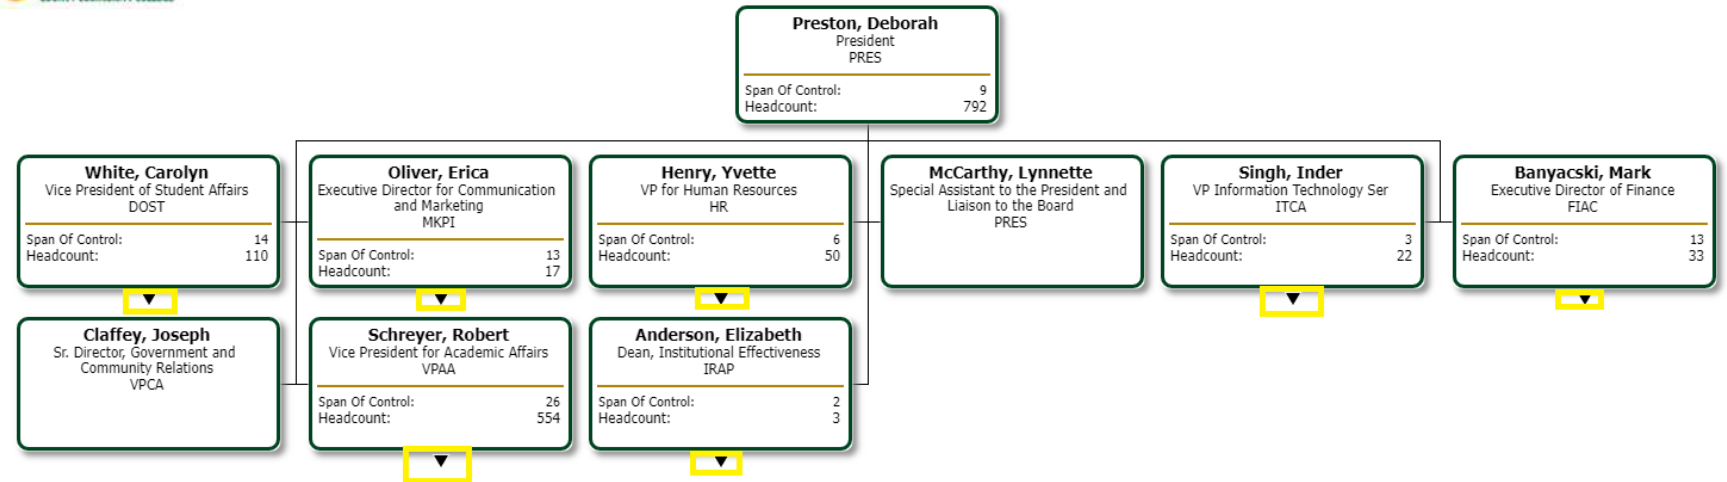 Preston, Deborah
President
PRES
Span Of Control: 9
Headcount: 792
White, Carolyn
Vice President of Student Affairs
DOST
Span Of Control: 14
Headcount: 110
Oliver, Erica
Executive Director for Communication
and Marketing
MKPI
Span Of Control: 13
Headcount: 17
Henry, Yvette
VP for Human Resources
HR
Span Of Control: 6
Headcount: 50
McCarthy, Lynnette
Special Assistant to the President and
Liaison to the Board
PRES
Singh, Inder
VP Information Technology Ser
ITCA
Span Of Control: 3
Headcount: 22
Banyacski, Mark
Executive Director of Finance
FIAC
Span Of Control: 13
Headcount: 33
Claffey, Joseph
Sr. Director, Government and
Community Relations
VPCA
Schreyer, Robert
Vice President for Academic Affairs
VPAA
Span Of Control: 26
Headcount: 554
Anderson, Elizabeth
Dean, Institutional Effectiveness
IRAP
Span Of Control: 2
Headcount: 3